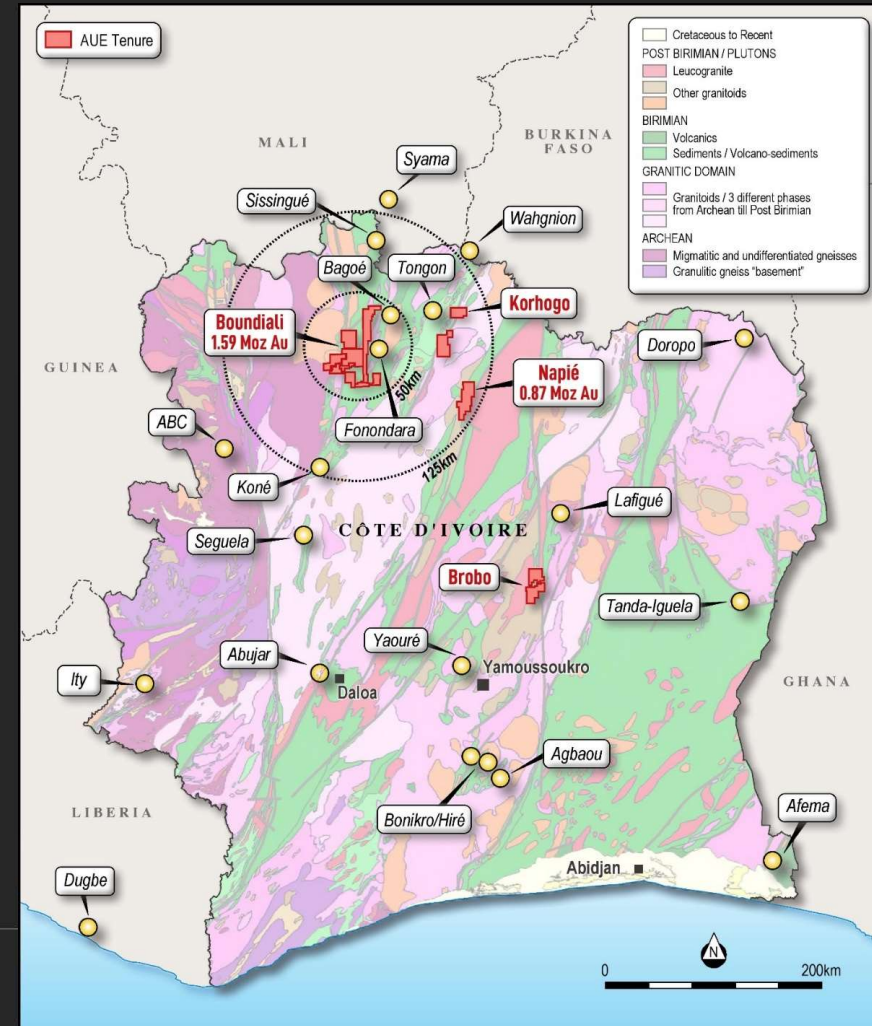 AUE Tenure
Cretaceous to Recent
POST BIRIMIAN / PLUTONS
Leucogranite
Other granitoids
BIRIMIAN
Volcanics
Sediments / Volcano-sediments
GRANITIC DOMAIN
Granitoids / 3 different phases
from Archean till Post Birimian
ARCHEAN
Migmatitic and undifferentiated gneisses
Granulitic gneiss "basement"
MALI
BURKINA
FASO
Syama
Sissingué
Wahgnion
Bagoé
Tongon
Korhogo
Boundiali
1.59 Moz Au
Doropo
GUINEA
Napié
0.87 Moz Au
50km
Fonondara
ABC
125km
Koné
Lafigué
Seguela
CÔTE D'IVOIRE
Brobo
Tanda-Iguela
Yaouré
Abujar
Yamoussoukro
Ity
Daloa
GHANA
Agbaou
LIBERIA
Bonikro/Hiré
Afema
Abidjan
Dugbe
N
0
200km